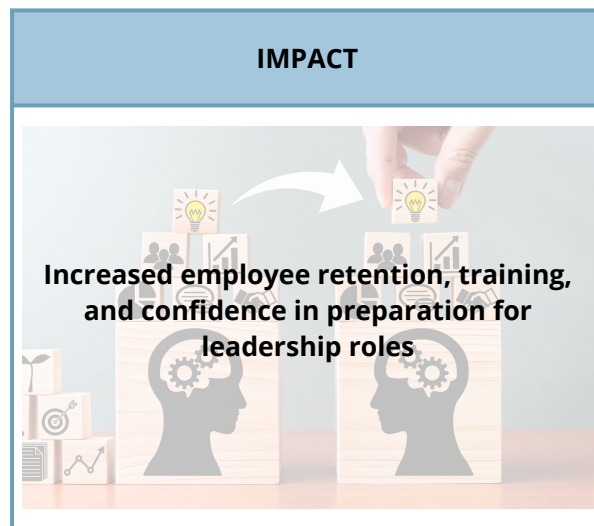 IMPACT
Increased employee retention, training,
and confidence in preparation for
leadership roles